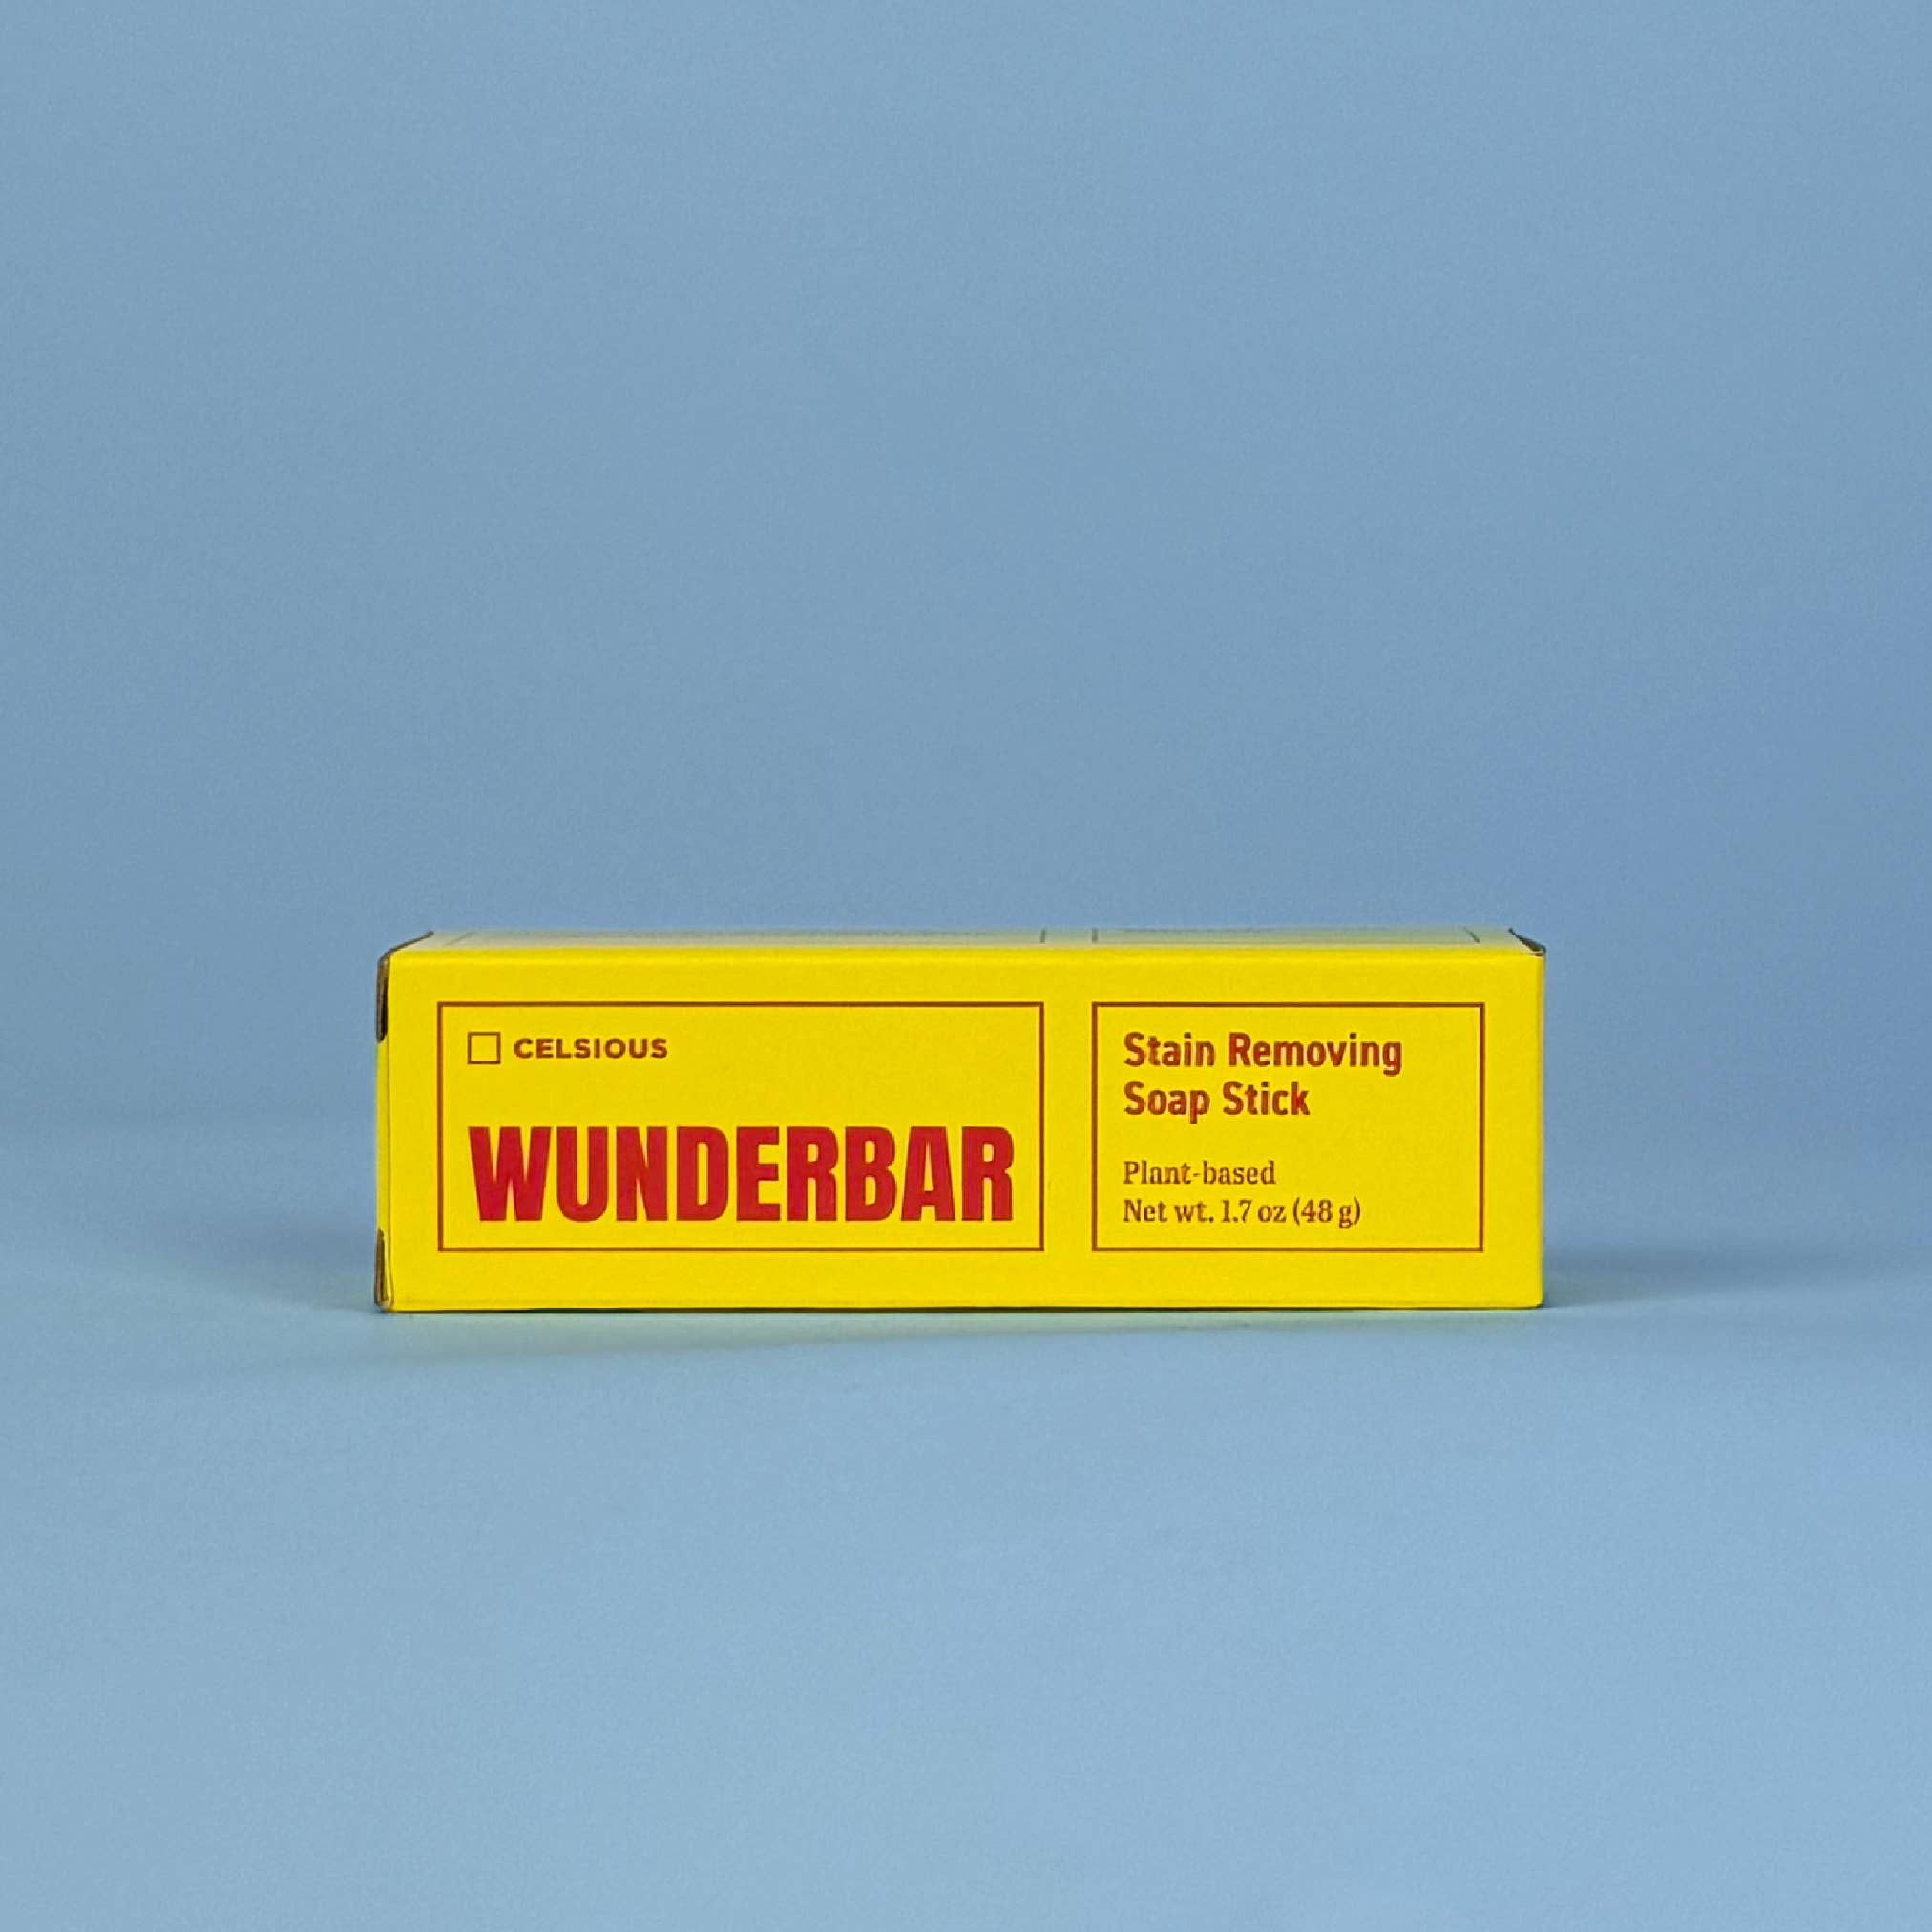 CELSIOUS
WUNDERBAR
Stain Removing
Soap Stick
Plant-based
Net wt. 1.7 oz (48 g)